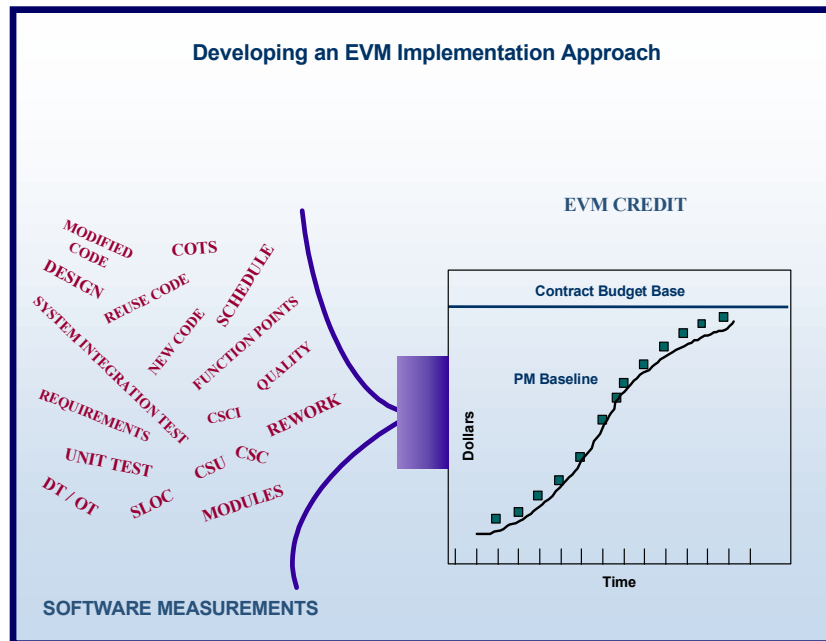 Developing an EVM Implementation Approach
EVM CREDIT
MODIFIED
CODE
COTS
DESIGN
REUSE CODE
SCHEDULE
SYSTEM INTEGRATION TEST
NEW CODE
FUNCTION POINTS
QUALITY
REQUIREMENTS
CSCI
REWORK
UNIT TEST
CSU
CSC
DT / OT
SLOC
MODULES
SOFTWARE MEASUREMENTS
Contract Budget Base
PM Baseline
Dollars
Time